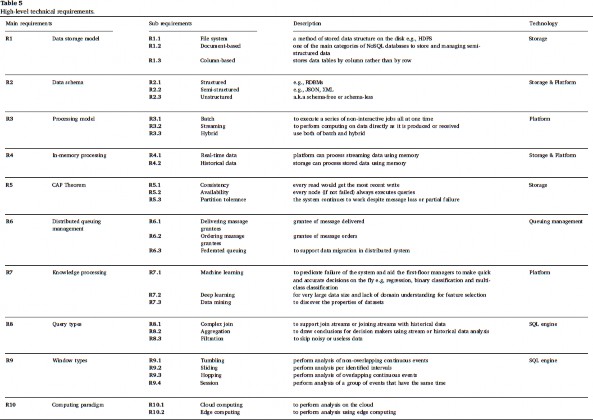 Table 5
High-level technical requirements.
Main requirements Sub requirements Description Technology
R1 Data storage model R1.1 File system a method of stored data structure on the disk e.g., HDFS Storage
R1.2 Document-based one of the main categories of NoSQL databases to store and managing semi-
structured data
R1.3 Column-based stores data tables by column rather than by row
R2 Data schema R2.1 Structured e.g., RDBMs Storage & Platform
R2.2 Semi-structured e.g., JSON, XML
R2.3 Unstructured a.k.a schema-free or schema-less
R3 Processing model R3.1 Batch to execute a series of non-interactive jobs all at one time Platform
R3.2 Streaming to perform computing on data directly as it is produced or received
R3.3 Hybrid use both of batch and hybrid
R4 In-memory processing R4.1 Real-time data platform can process streaming data using memory Storage & Platform
R4.2 Historical data storage can process stored data using memory
R5 CAP Theorem R5.1 Consistency every read would get the most recent write Storage
R5.2 Availability every node (if not failed) always executes queries
R5.3 Partition tolerance the system continues to work despite message loss or partial failure
R6 Distributed queuing R6.1 Delivering massage grantee of message delivered Queuing management
management grantees
R6.2 Ordering massage grantee of message orders
grantees
R6.3 Federated queuing to support data migration in distributed system
R7 Knowledge processing R7.1 Machine learning to predicate failure of the system and aid the first-floor managers to make quick Platform
and accurate decisions on the fly e.g. regression, binary classification and multi-
class classification
R7.2 Deep learning for very large data size and lack of domain understanding for feature selection
R7.3 Data mining to discover the properties of datasets
R8 Query types R8.1 Complex join to support join streams or joining streams with historical data SQL engine
R8.2 Aggregation to draw conclusions for decision makers using stream or historical data analysis
R8.3 Filtration to skip noisy or useless data
R9 Window types R9.1 Tumbling perform analysis of non-overlapping continuous events SQL engine
R9.2 Sliding perform analysis per identified intervals
R9.3 Hopping perform analysis of overlapping continuous events
R9.4 Session perform analysis of a group of events that have the same time
R10 Computing paradigm R10.1 Cloud computing to perform analysis on the cloud
R10.2 Edge computing to perform analysis using edge computing